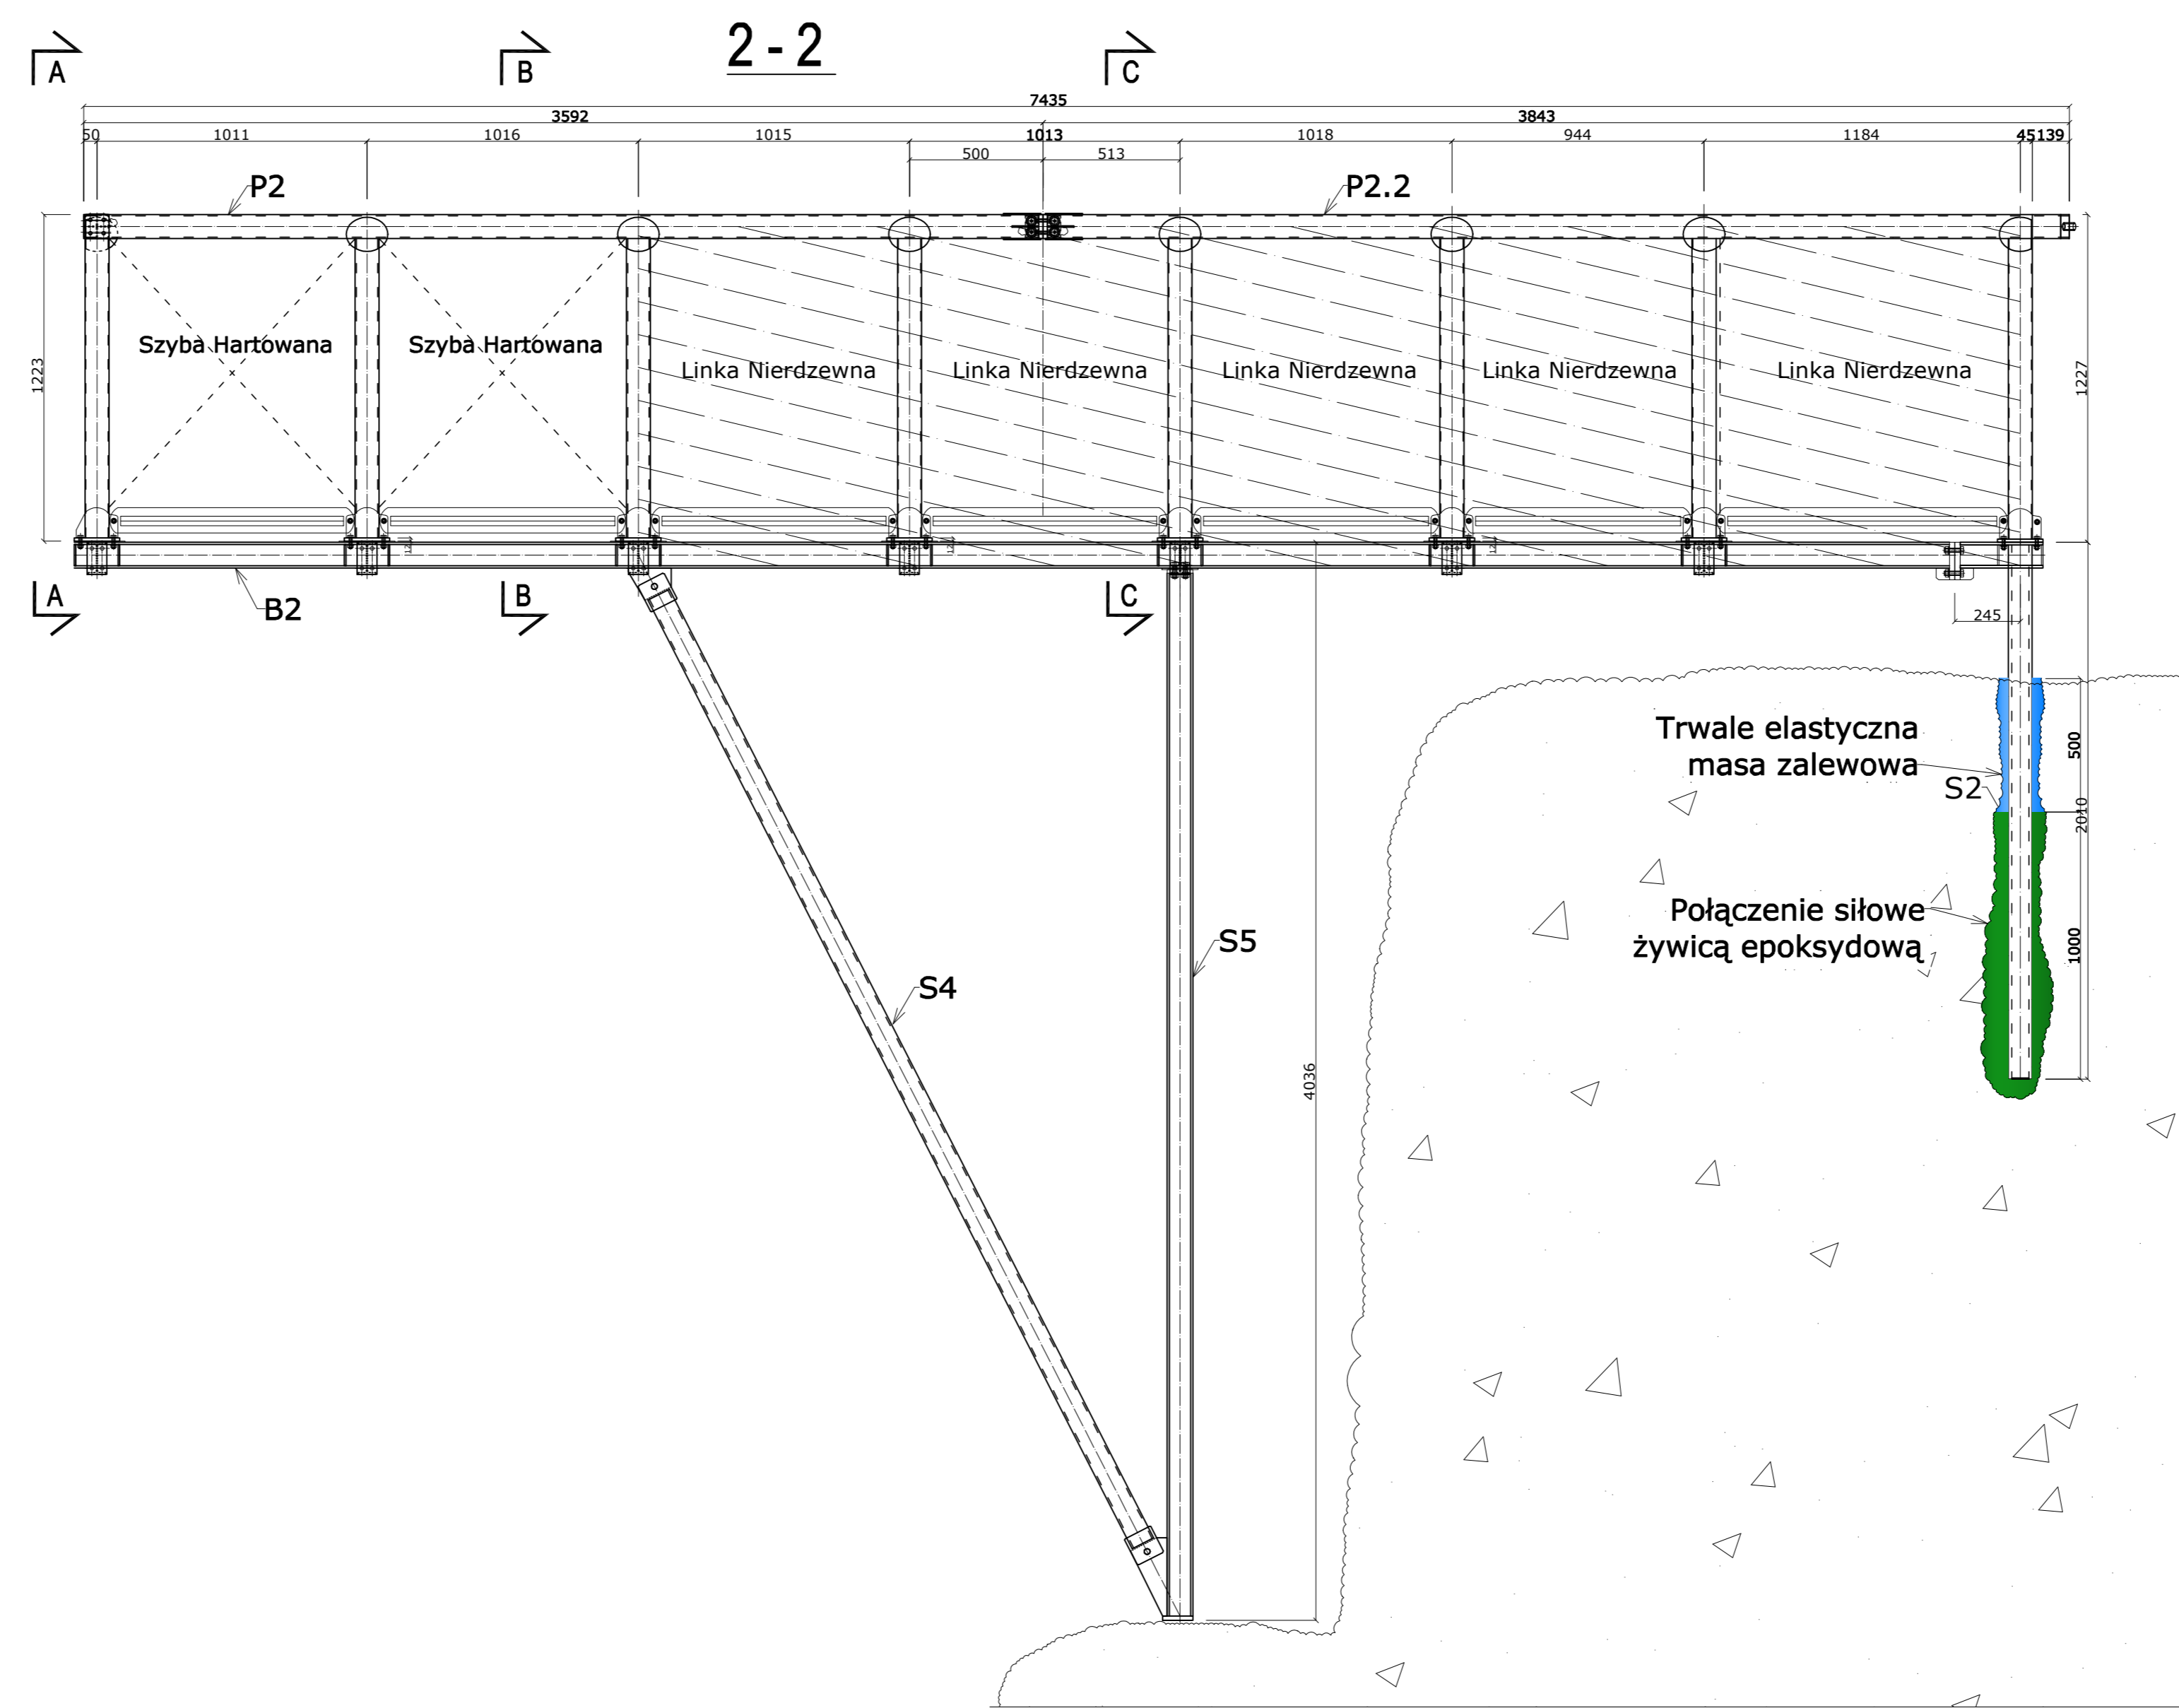 2 - 2
A
B
C
7435
3592
3843
50
1011
1016
1015
1013
1018
944
1184
45
139
500
513
P2
P2.2
Szyba Hartowana
Szyba Hartowana
Linka Nierdzewna
Linka Nierdzewna
Linka Nierdzewna
Linka Nierdzewna
Linka Nierdzewna
1223
1227
A
B2
B
C
245
Trwale elastyczna
masa zalewowa
S2
500
2010
Połączenie siłowe
żywicą epoksydową
1000
S5
S4
4036